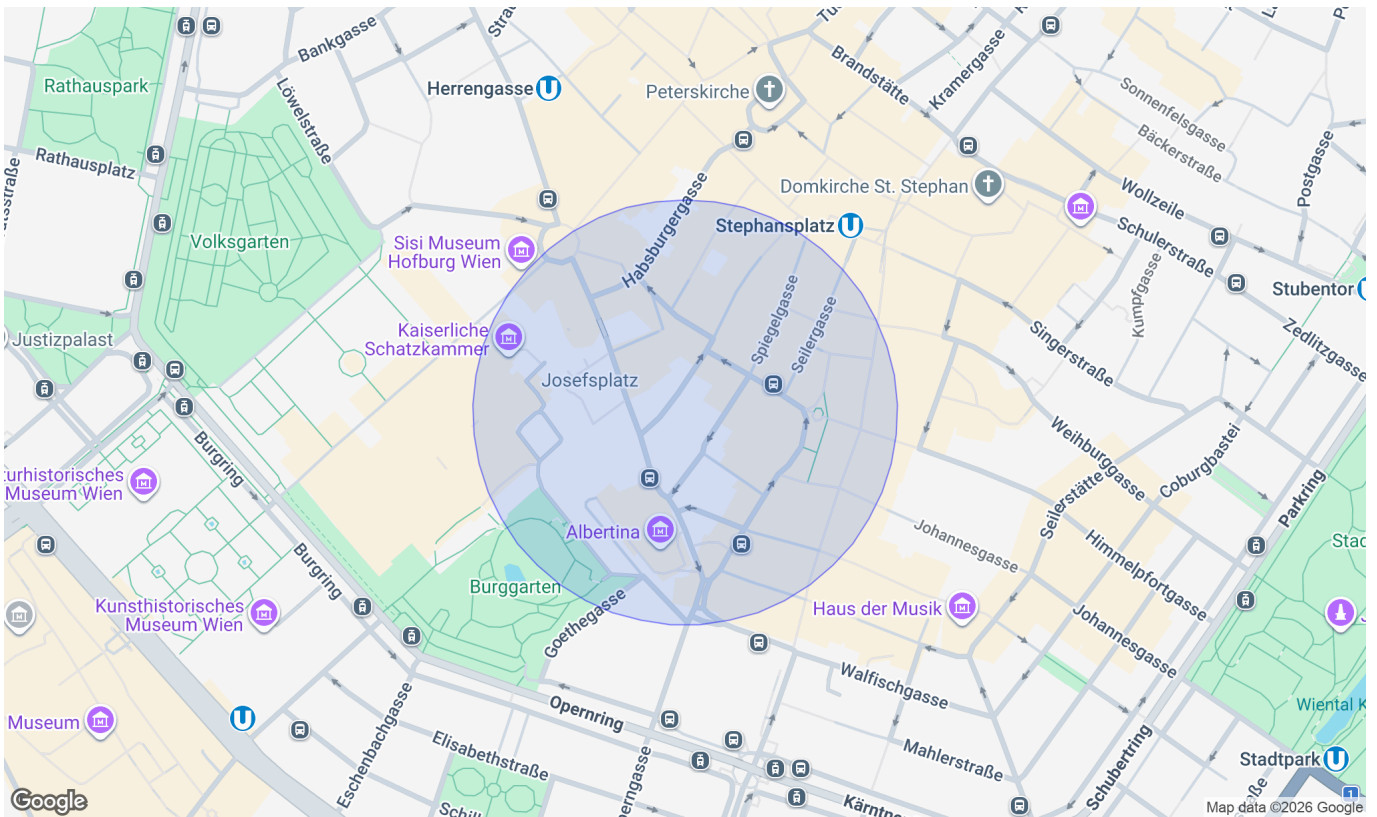 Bankgasse
Rathauspark
Löwelstraße
Herrengasse
Peterskirche
Brandstätte
Kramergasse
Sonnenfelsgasse
Bäckerstraße
Postgasse
Rathausplatz
Domkirche St. Stephan
Wollzeile
Schulerstraße
Volksgarten
Habsburgergasse
Stephansplatz
Sisi Museum
Hofburg Wien
Kumpfgasse
Stubentor
Justizpalast
Kaiserliche
Schatzkammer
Spiegelgasse
Seilergasse
Singerstraße
Zedlitzgasse
Josefsplatz
Burgring
Weihburggasse
Coburgbastei
Museum Wien
Seilerstätte
Parkring
Albertina
Johannesgasse
Himmelpfortgasse
Burgring
Burggarten
Kunsthistorisches
Museum Wien
Goethegasse
Haus der Musik
Johannesgasse
Walfischgasse
Museum
Opernring
Eschenbachgasse
Elisabethstraße
Mahlerstraße
Schubertring
Stadtpark
1
Google
Map data ©2026 Google